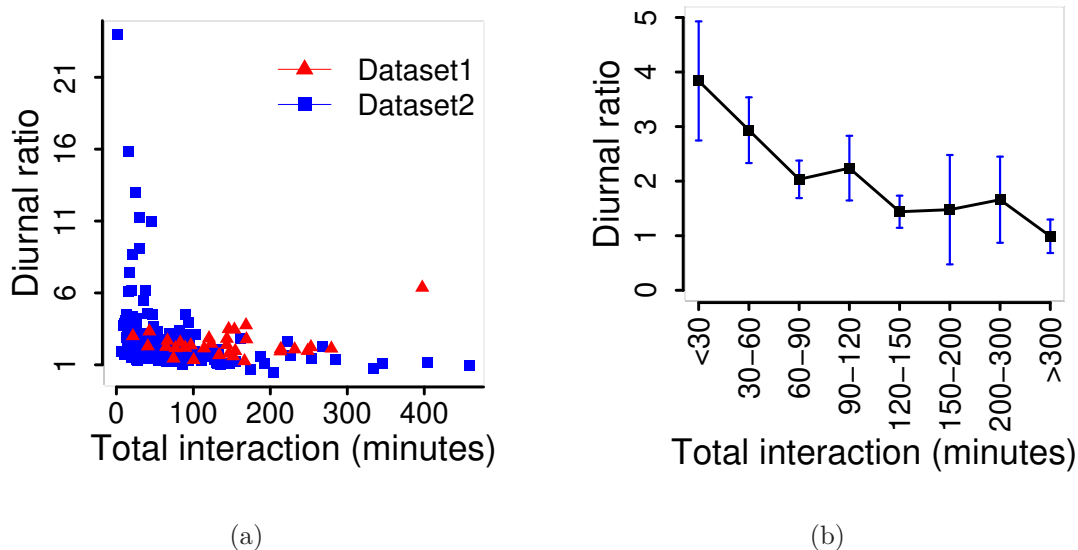 Diurnal ratio
21
16
11
6
1
Dataset1
Dataset2
0 100 200 300 400
Total interaction (minutes)
(a)
Diurnal ratio
5
4
3
2
1
0
<30
30−60
60−90
90−120
120−150
150−200
200−300
>300
Total interaction (minutes)
(b)